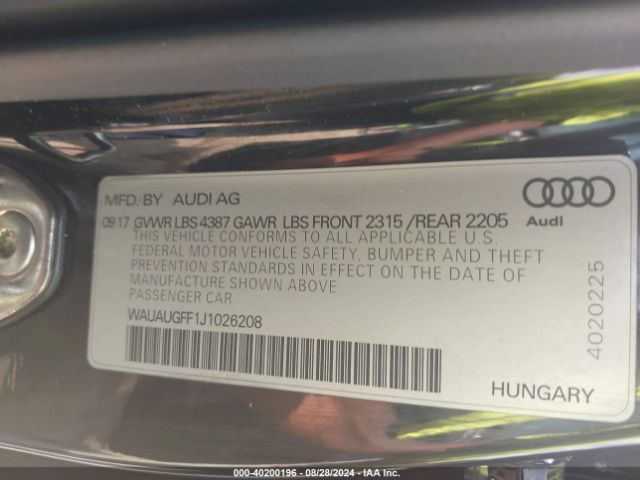 MFD. BY AUDI AG
09 17 GVWR LBS 4387 GAWR LBS FRONT 2315 / REAR 2205
THIS VEHICLE CONFORMS TO ALL APPLICABLE U.S.
FEDERAL MOTOR VEHICLE SAFETY, BUMPER AND THEFT
PREVENTION STANDARDS IN EFFECT ON THE DATE OF
MANUFACTURE SHOWN ABOVE
PASSENGER CAR
WAUAUGFF1J1026208
Audi
4020225
HUNGARY
000-40200196 - 08/28/2024 - IAA Inc.